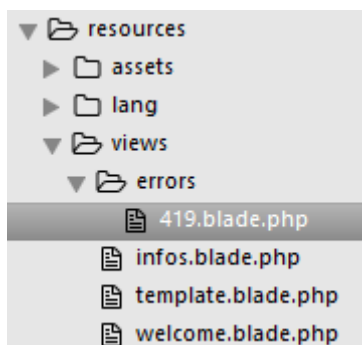 resources
assets
lang
views
errors
419.blade.php
infos.blade.php
template.blade.php
welcome.blade.php